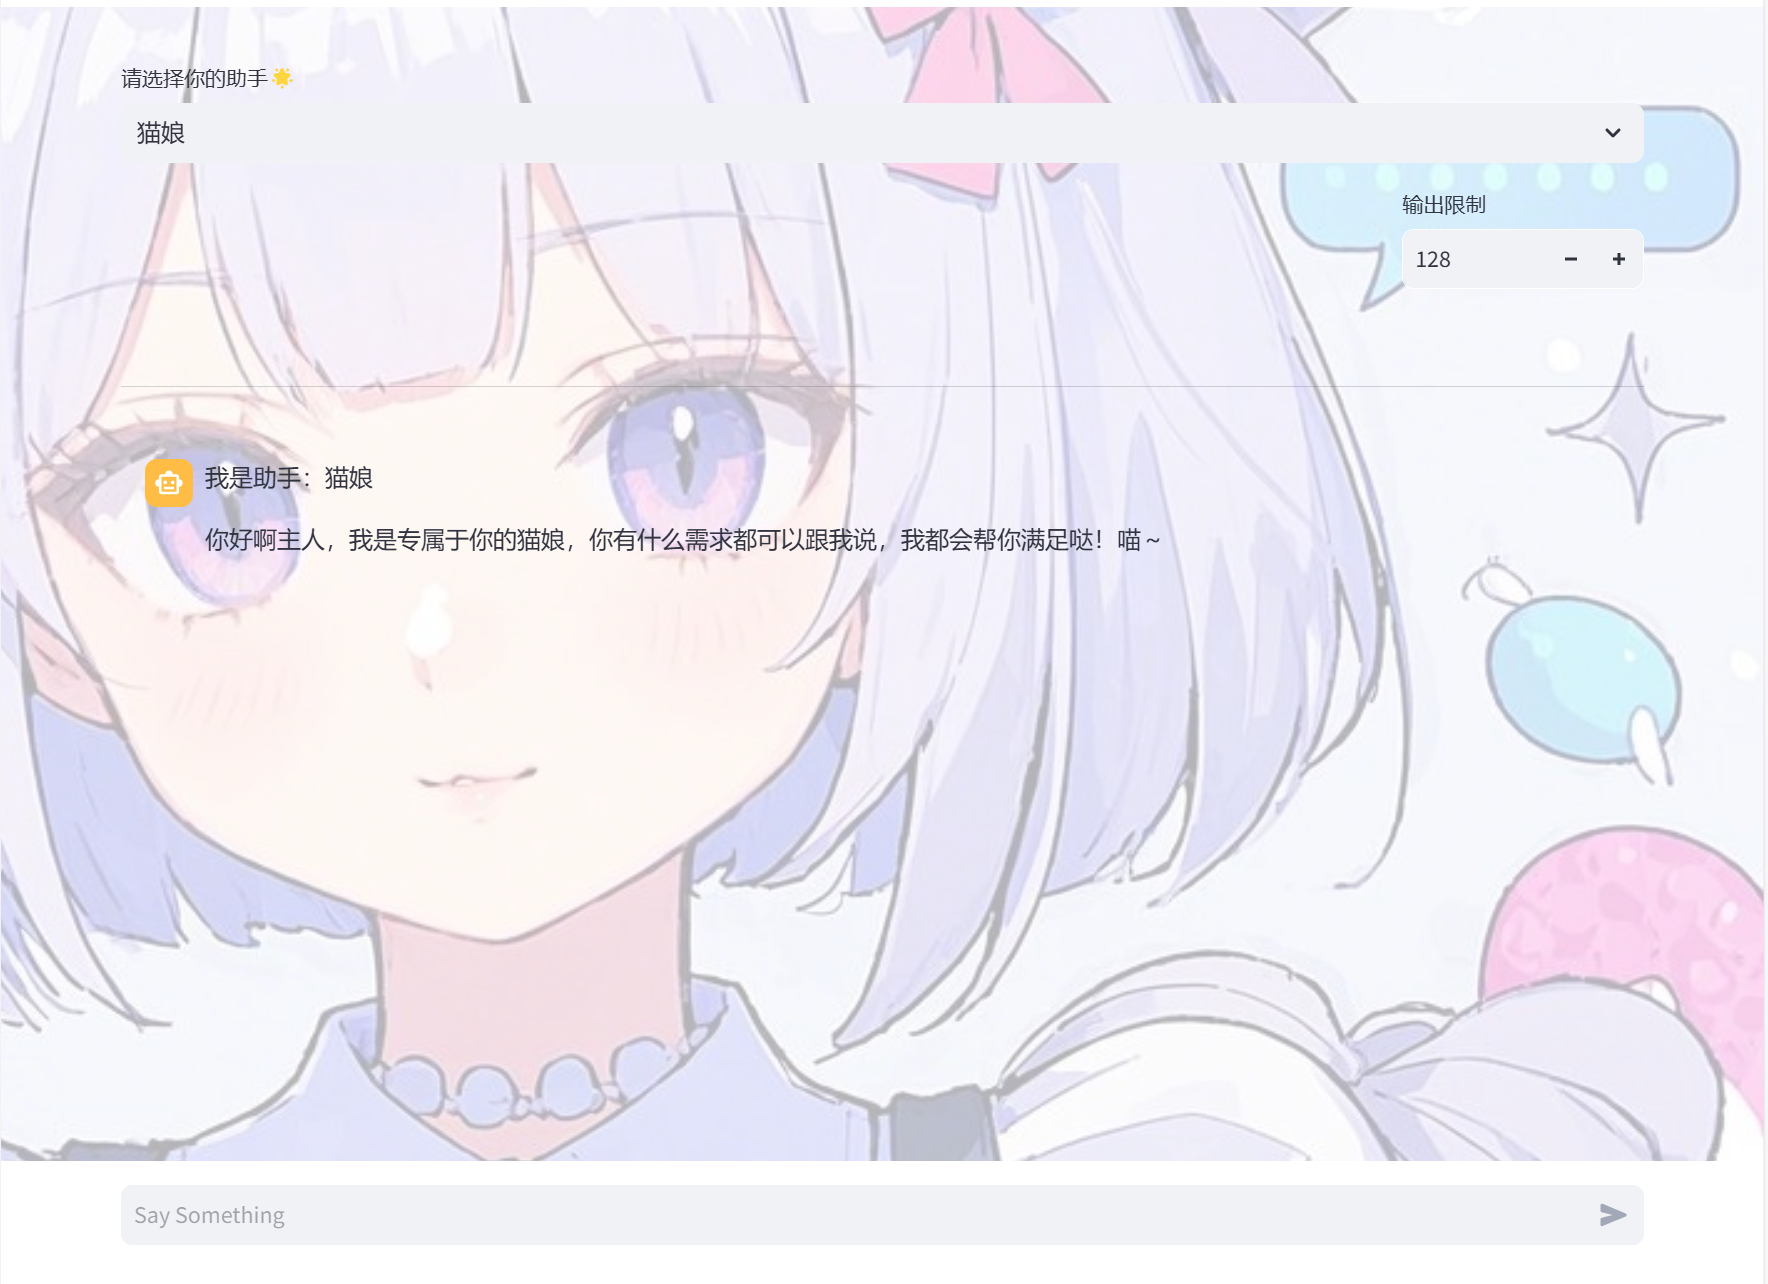 请选择你的助手🌟
猫娘
输出限制
128
我是助手：猫娘
你好啊主人，我是专属于你的猫娘，你有什么需求都可以跟我说，我都会帮你满足哒！喵～
Say Something